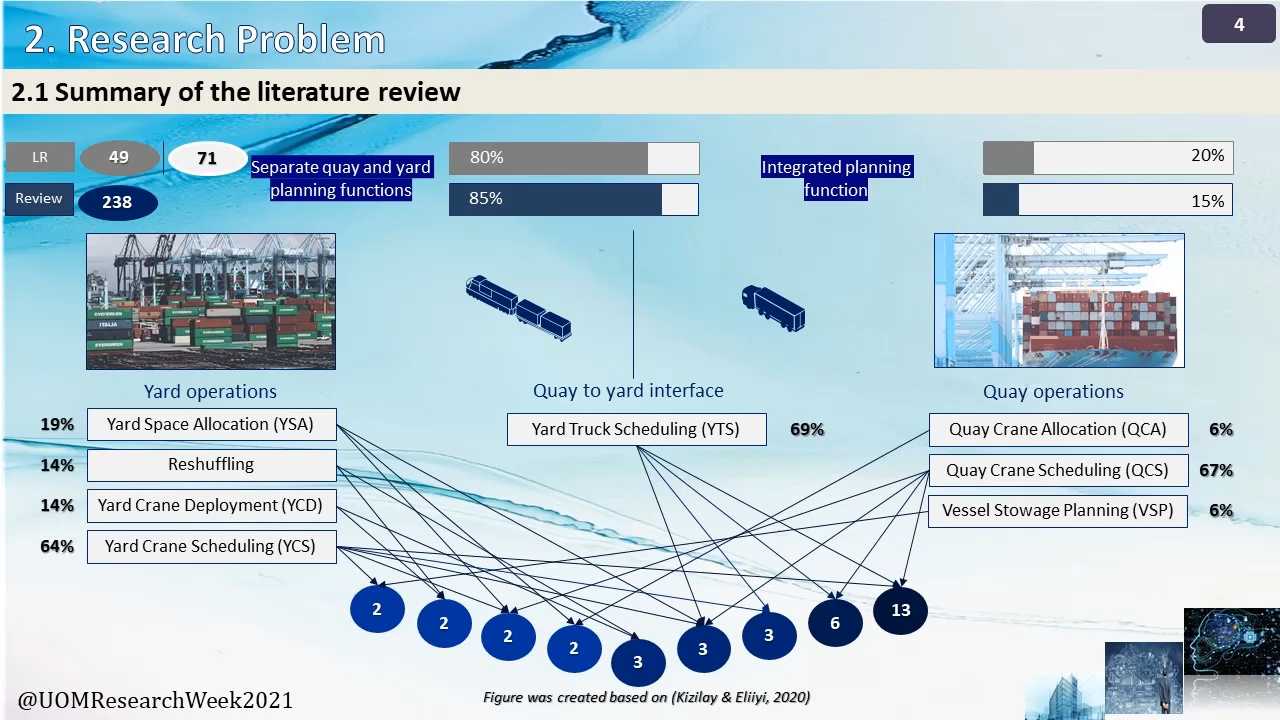 2. Research Problem
4
2.1 Summary of the literature review
LR
49
71
Review
238
Separate quay and yard
planning functions
80%
85%
Integrated planning
function
20%
15%
ITALIA
EVERGREEN
Yard operations
Quay to yard interface
Quay operations
19%
Yard Space Allocation (YSA)
14%
Reshuffling
14%
Yard Crane Deployment (YCD)
64%
Yard Crane Scheduling (YCS)
Yard Truck Scheduling (YTS)
69%
Quay Crane Allocation (QCA)
6%
Quay Crane Scheduling (QCS)
67%
Vessel Stowage Planning (VSP)
6%
2
2
2
2
3
3
3
6
13
@UOMResearchWeek2021
Figure was created based on (Kizilay & Eliiyi, 2020)